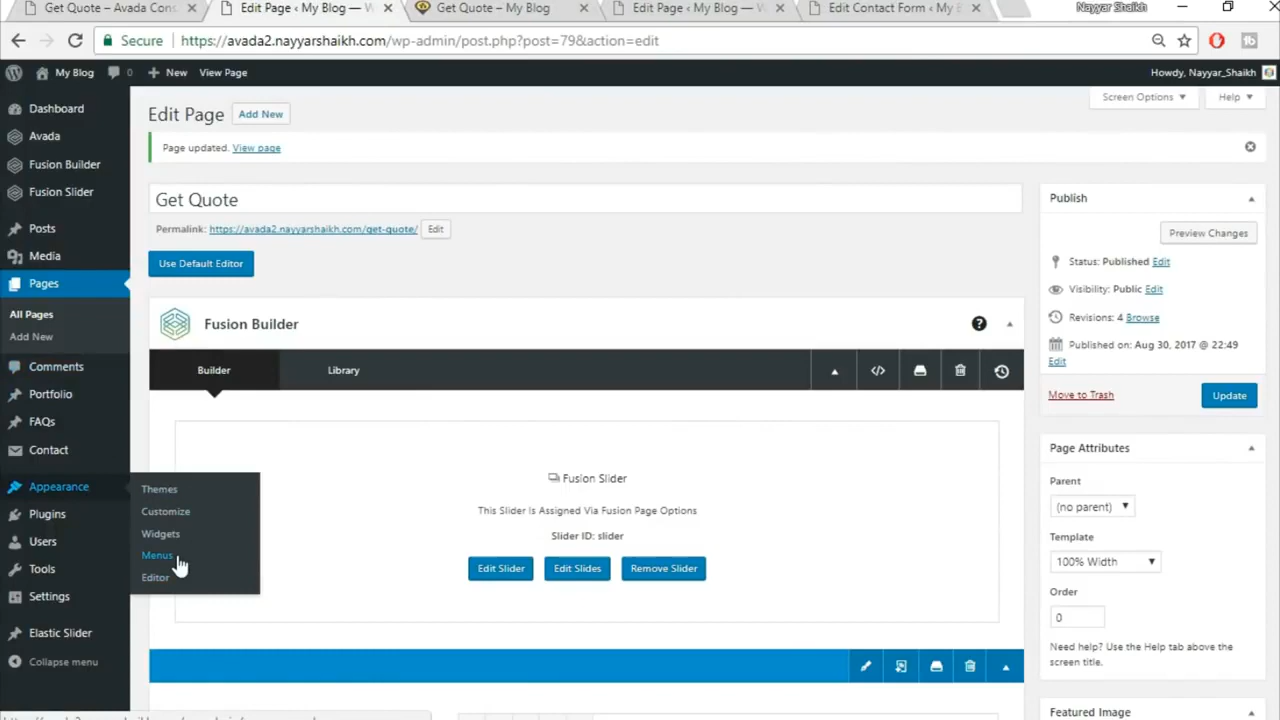 Get Quote – Avada Cons
Edit Page ‹ My Blog —
Get Quote – My Blog
Edit Page ‹ My Blog —
Edit Contact Form ‹ My B
Nayyar Shaikh
Secure
https://avada2.nayyarshaikh.com/wp-admin/post.php?post=79&action=edit
My Blog
0
New
View Page
Howdy, Nayyar_Shaikh
Dashboard
Avada
Fusion Builder
Fusion Slider
Posts
Media
Pages
All Pages
Add New
Comments
Portfolio
FAQs
Contact
Appearance
Plugins
Users
Tools
Settings
Elastic Slider
Collapse menu
Themes
Customize
Widgets
Menus
Editor
Screen Options
Help
Edit Page
Add New
Page updated. View page
Get Quote
Permalink: https://avada2.nayyarshaikh.com/get-quote/ Edit
Use Default Editor
Fusion Builder
Builder
Library
Fusion Slider
This Slider is Assigned Via Fusion Page Options
Slider ID: slider
Edit Slider
Edit Slides
Remove Slider
Publish
Preview Changes
Status: Published Edit
Visibility: Public Edit
Revisions: 4 Browse
Published on: Aug 30, 2017 @ 22:49
Edit
Move to Trash
Update
Page Attributes
Parent
(no parent)
Template
100% Width
Order
0
Need help? Use the Help tab above the
screen title.
Featured Image